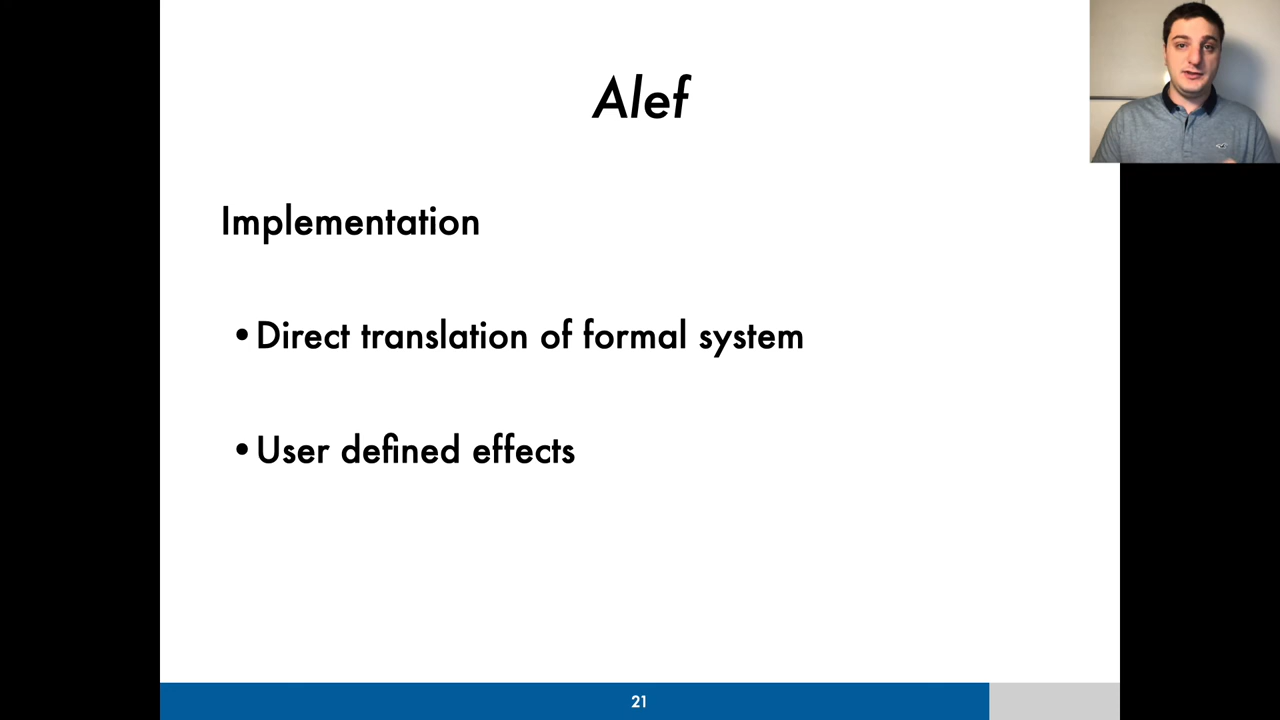 Alef
Implementation
•Direct translation of formal system
•User defined effects
21